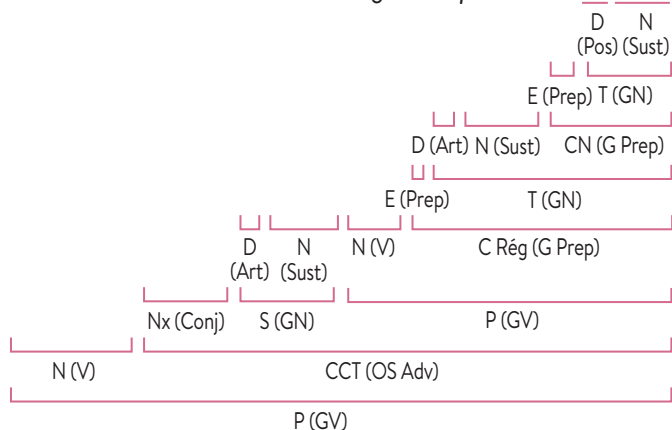 D N
(Pos) (Sust)
E (Prep) T (GN)
D (Art) N (Sust) CN (G Prep)
E (Prep) T (GN)
D N N (V) C Rég (G Prep)
(Art) (Sust)
Nx (Conj) S (GN) P (GV)
N (V) CCT (OS Adv)
P (GV)